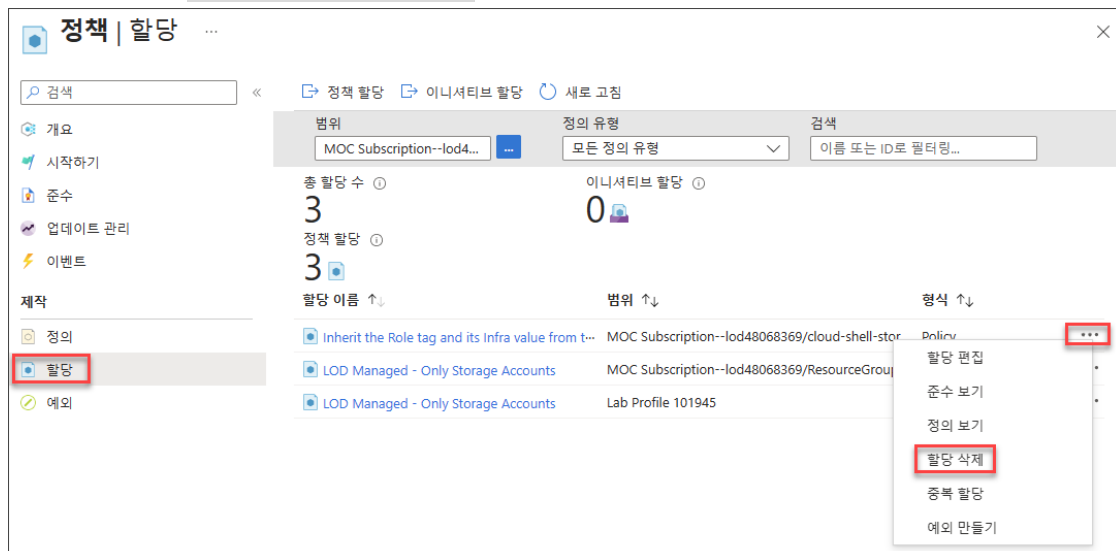 정책 | 할당 ...
검색 «
정책 할당 이니셔티브 할당 새로 고침
개요
시작하기
준수
업데이트 관리
이벤트
제작
정의
할당
예외
범위 정의 유형 검색
MOC Subscription--lod4... ... 모든 정의 유형 이름 또는 ID로 필터링...
총 할당 수 이니셔티브 할당
3 0
정책 할당
3
할당 이름 ↑↓ 범위 ↑↓ 형식 ↑↓
Inherit the Role tag and its Infra value from t... MOC Subscription--lod48068369/cloud-shell-stor Policy ...
LOD Managed - Only Storage Accounts MOC Subscription--lod48068369/ResourceGroup
LOD Managed - Only Storage Accounts Lab Profile 101945
할당 편집
준수 보기
정의 보기
할당 삭제
중복 할당
예외 만들기